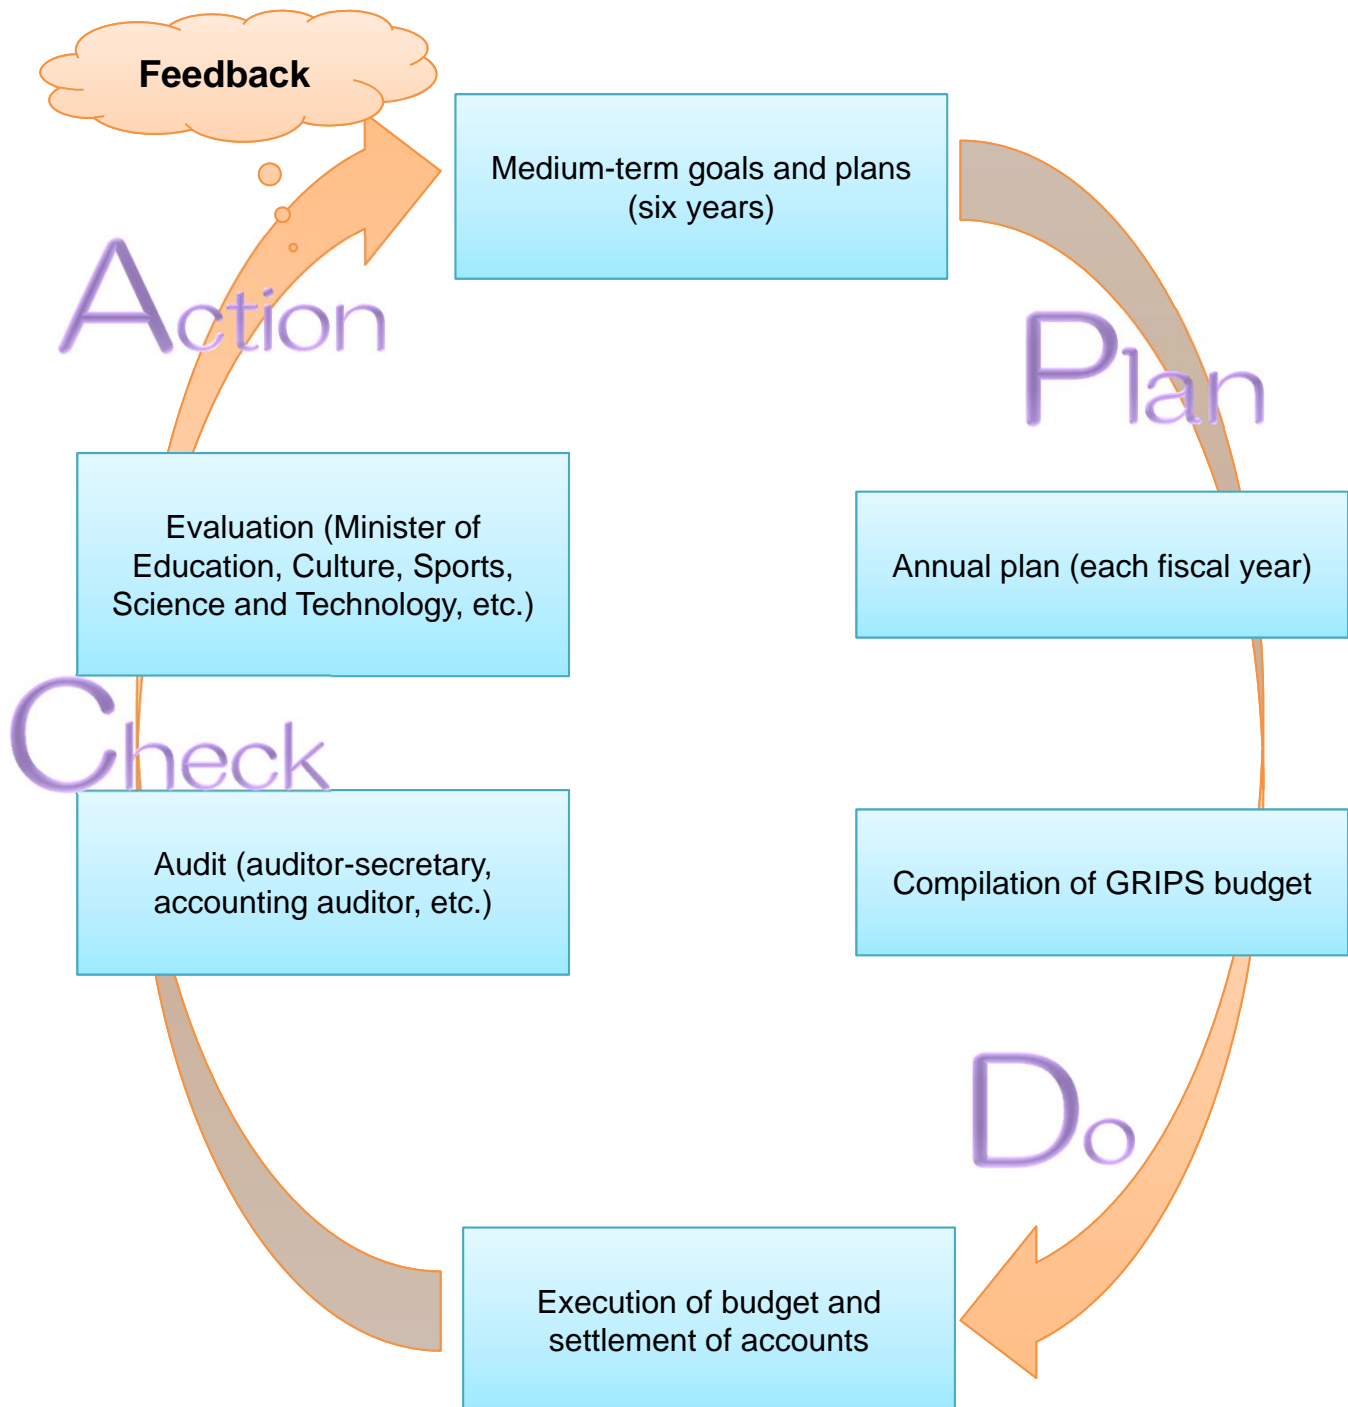 Feedback
Medium-term goals and plans
(six years)
Action
Plan
Evaluation (Minister of
Education, Culture, Sports,
Science and Technology, etc.)
Annual plan (each fiscal year)
Check
Audit (auditor-secretary,
accounting auditor, etc.)
Compilation of GRIPS budget
Do
Execution of budget and
settlement of accounts